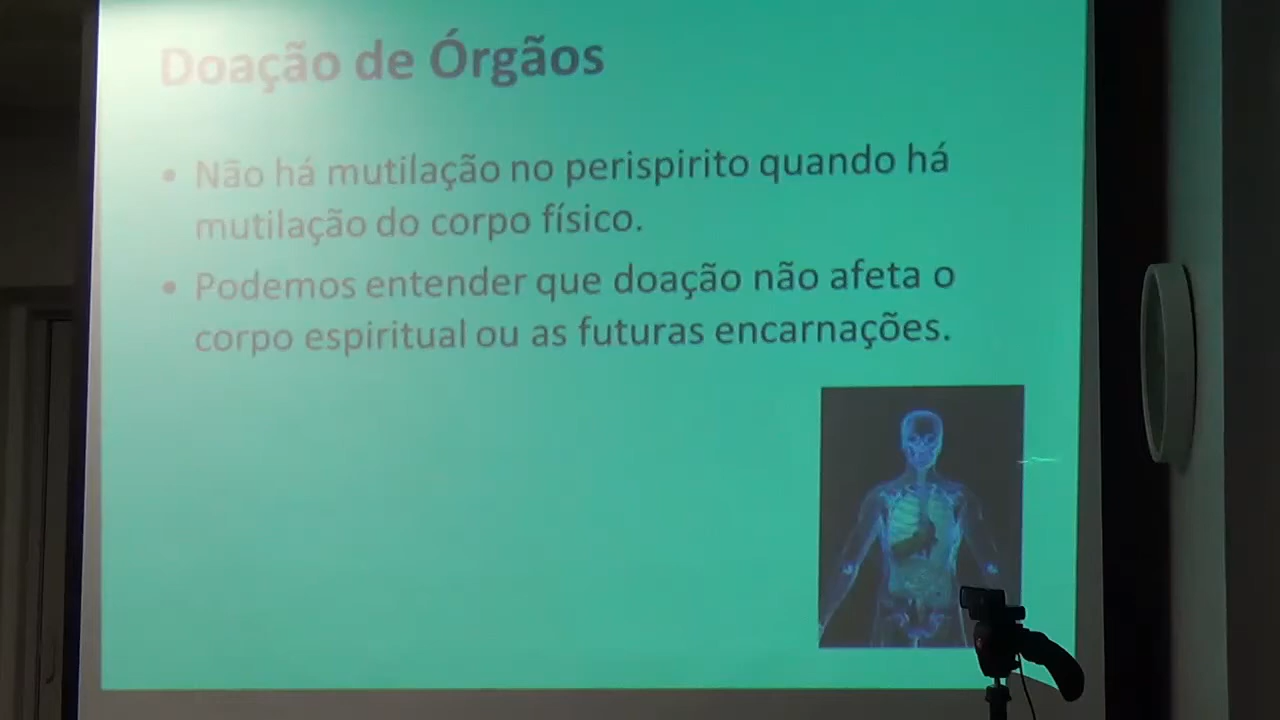 Doação de Órgãos
• Não há mutilação no perispirito quando há
mutilação do corpo físico.
• Podemos entender que doação não afeta o
corpo espiritual ou as futuras encarnações.